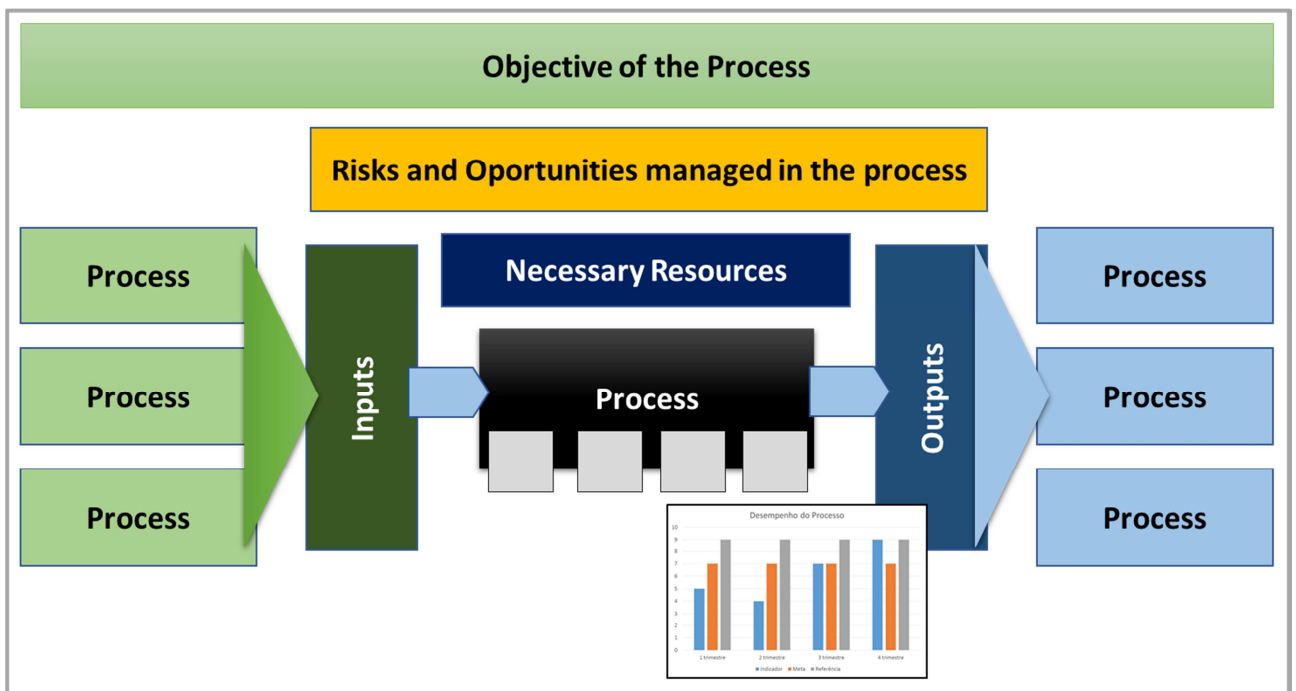 Objective of the Process
Risks and Oportunities managed in the process
Process
Process
Process
Inputs
Necessary Resources
Process
Outputs
Process
Process
Process
Desempenho do Processo
10
9
8
7
6
5
4
3
2
1
0
1 trimestre
2 trimestre
3 trimestre
4 trimestre
Indicador
Meta
Referência